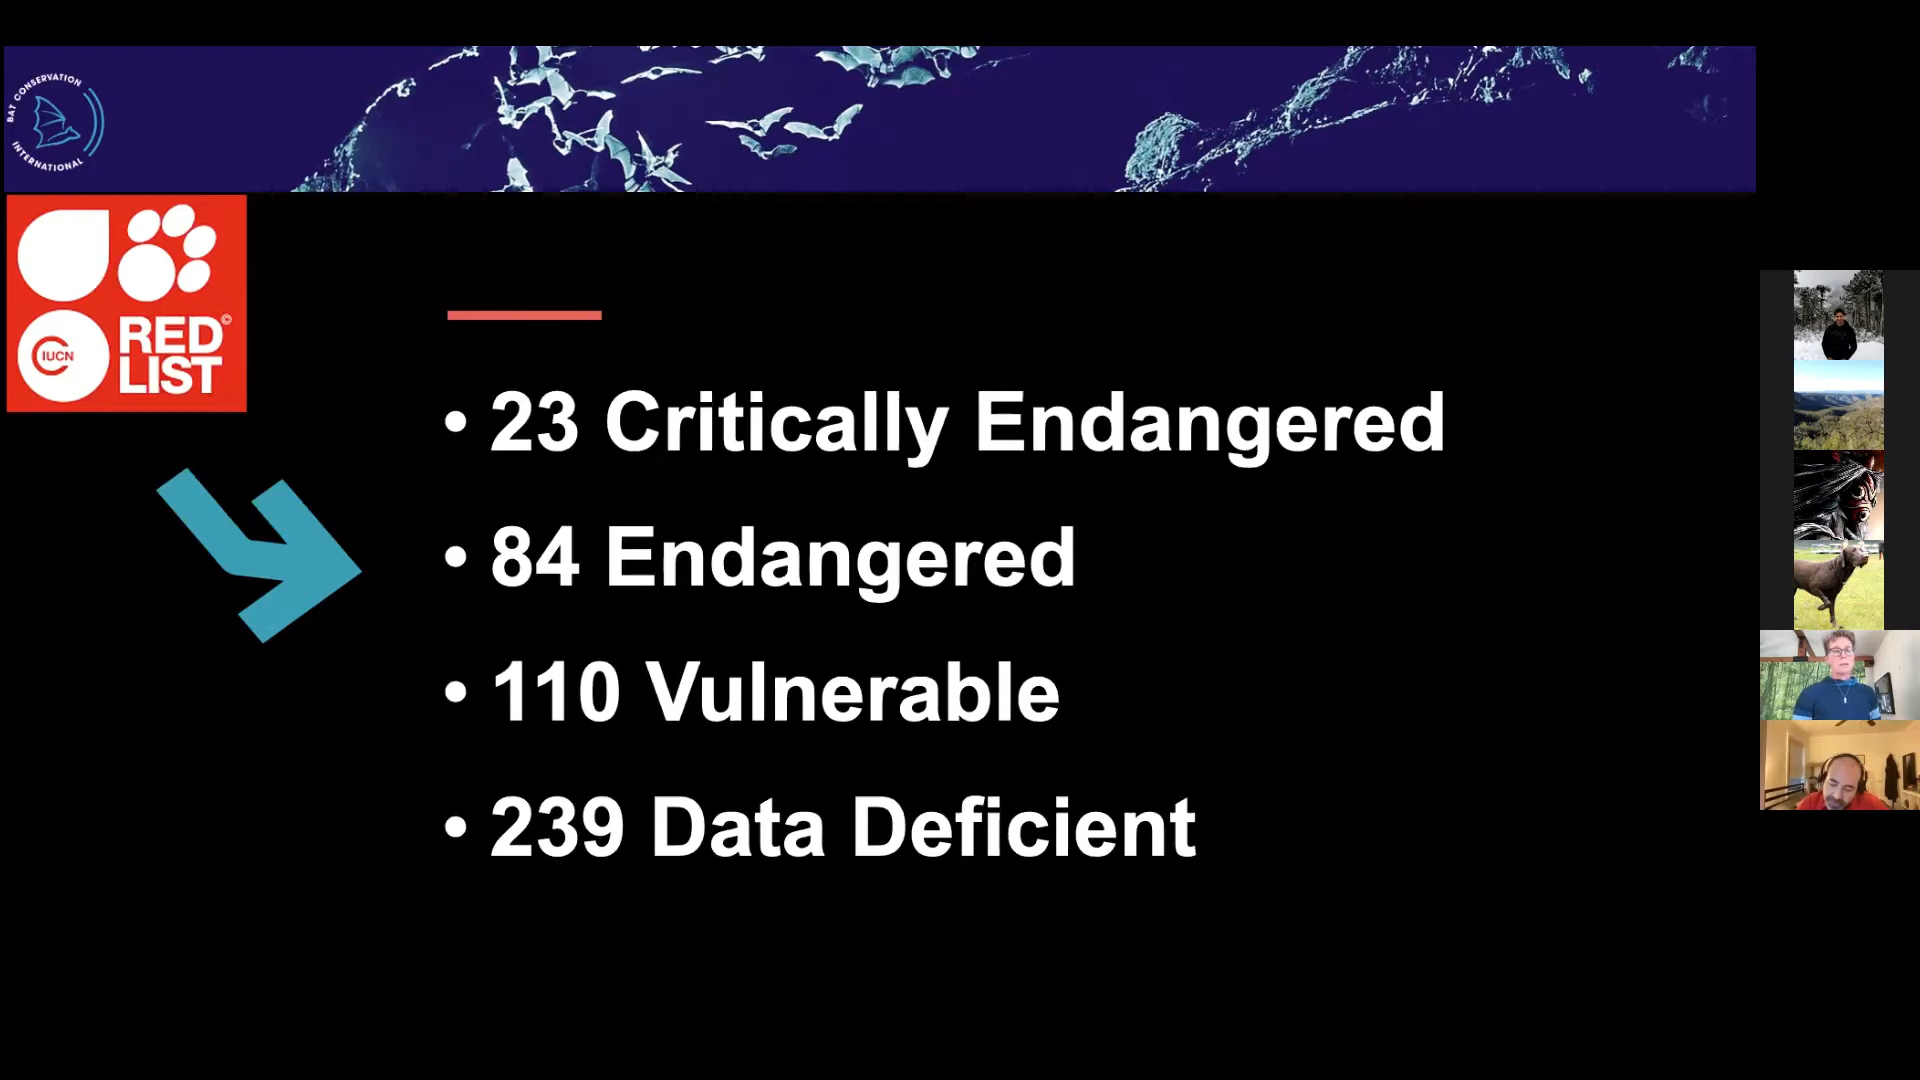 BAT CONSERVATION
INTERNATIONAL
IUCN
RED©
LIST
• 23 Critically Endangered
• 84 Endangered
• 110 Vulnerable
• 239 Data Deficient